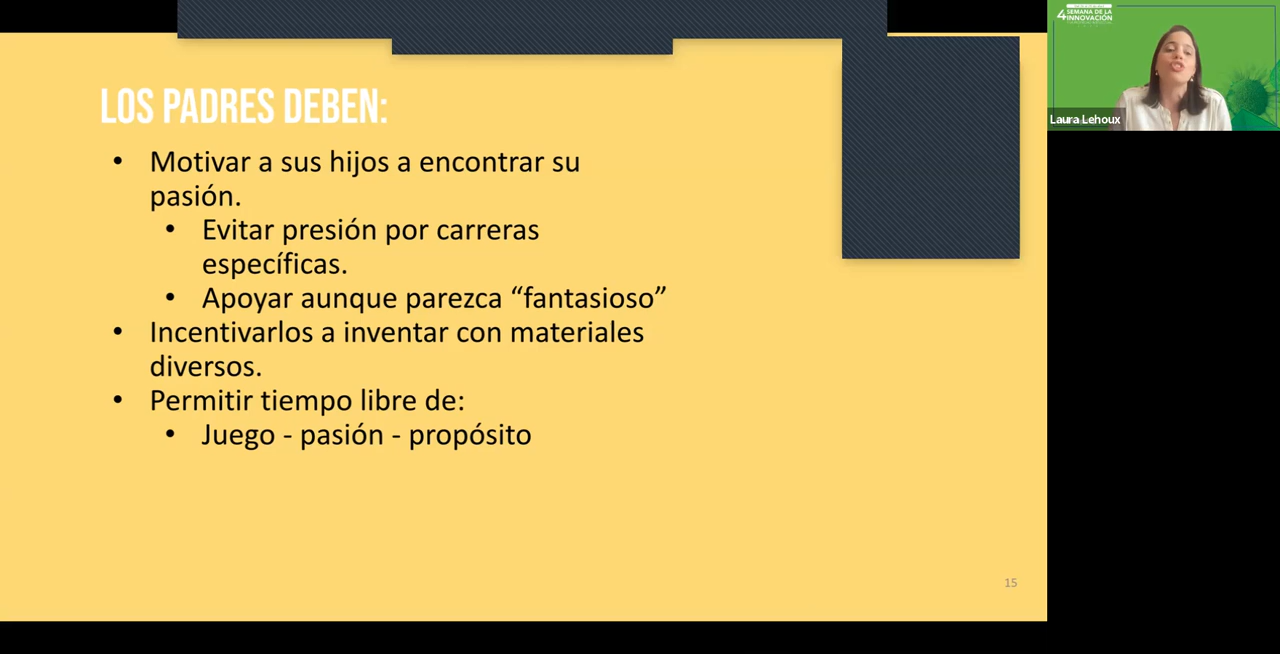 LOS PADRES DEBEN:
• Motivar a sus hijos a encontrar su
pasión.
• Evitar presión por carreras
específicas.
• Apoyar aunque parezca “fantasioso”
• Incentivarlos a inventar con materiales
diversos.
• Permitir tiempo libre de:
• Juego - pasión - propósito
15
4 SEMANA DE LA
INNOVACIÓN
Laura Lehoux